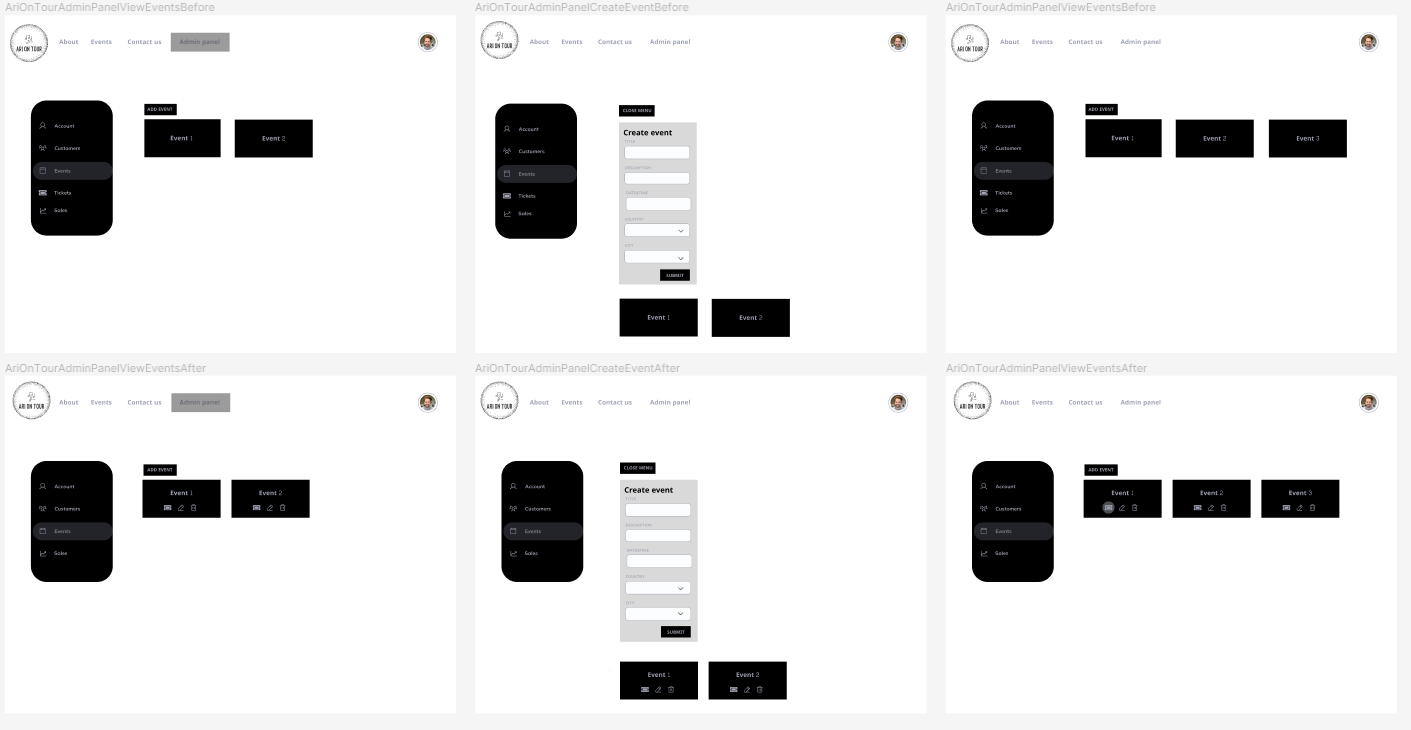 AriOnTourAdminPanelViewEventsBefore
ARI ON TOUR
About Events Contact us Admin panel
Account
Customers
Events
Tickets
Sales
ADD EVENT
Event 1
Event 2
AriOnTourAdminPanelCreateEventBefore
ARI ON TOUR
About Events Contact us Admin panel
Account
Customers
Events
Tickets
Sales
CLOSE MENU
Create event
TITLE
DESCRIPTION
DATE&TIME
COUNTRY
CITY
SUBMIT
Event 1
Event 2
AriOnTourAdminPanelViewEventsBefore
ARI ON TOUR
About Events Contact us Admin panel
Account
Customers
Events
Tickets
Sales
ADD EVENT
Event 1
Event 2
Event 3
AriOnTourAdminPanelViewEventsAfter
ARI ON TOUR
About Events Contact us Admin panel
Account
Customers
Events
Sales
ADD EVENT
Event 1
Event 2
AriOnTourAdminPanelCreateEventAfter
ARI ON TOUR
About Events Contact us Admin panel
Account
Customers
Events
Sales
CLOSE MENU
Create event
TITLE
DESCRIPTION
DATE&TIME
COUNTRY
CITY
SUBMIT
Event 1
Event 2
AriOnTourAdminPanelViewEventsAfter
ARI ON TOUR
About Events Contact us Admin panel
Account
Customers
Events
Sales
ADD EVENT
Event 1
Event 2
Event 3